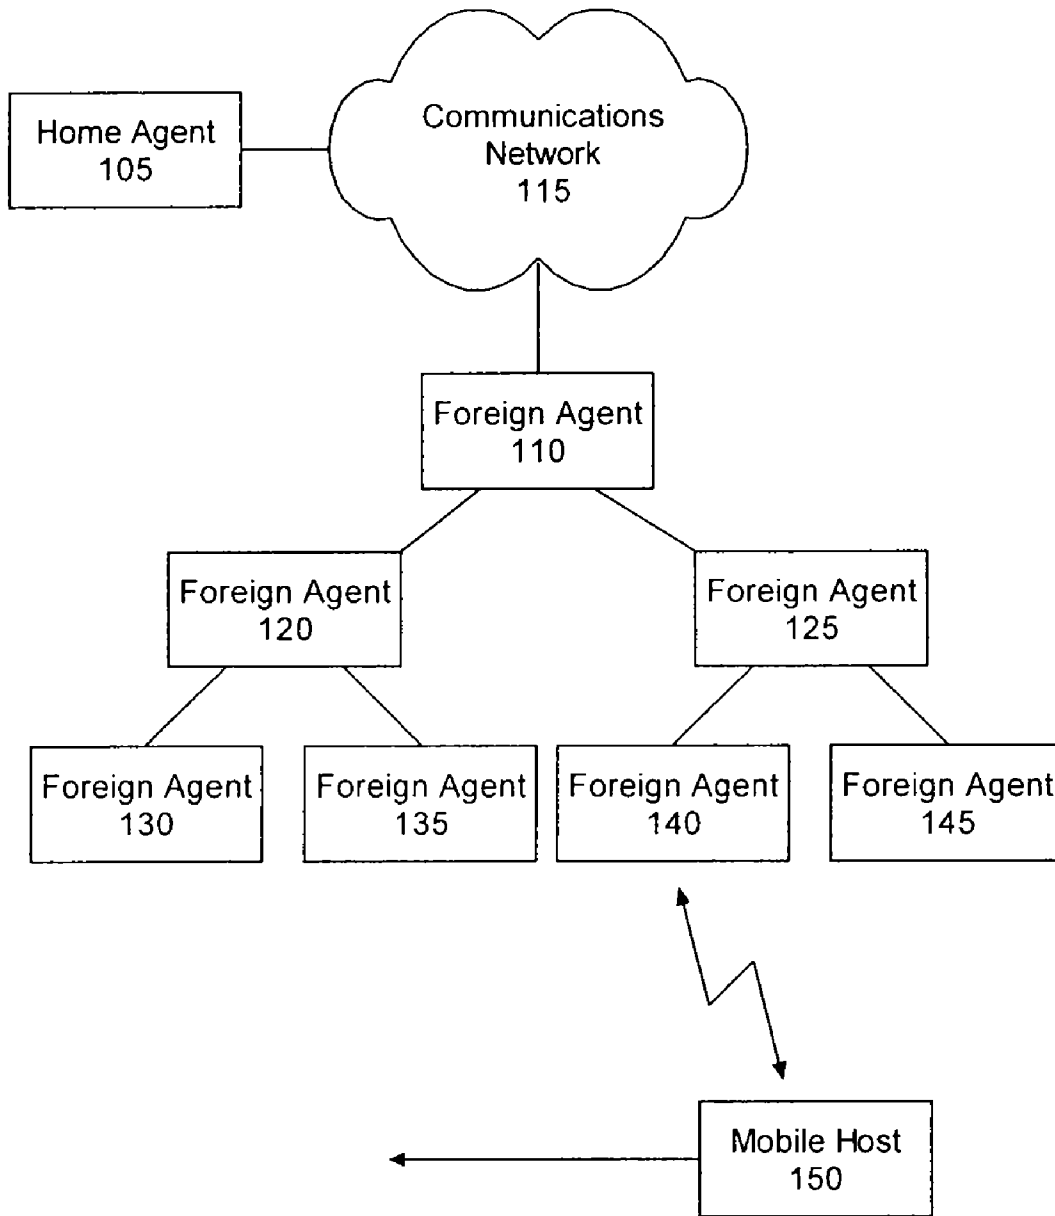 Communications
Network
115
Home Agent
105
Foreign Agent
110
Foreign Agent
120
Foreign Agent
125
Foreign Agent
130
Foreign Agent
135
Foreign Agent
140
Foreign Agent
145
Mobile Host
150